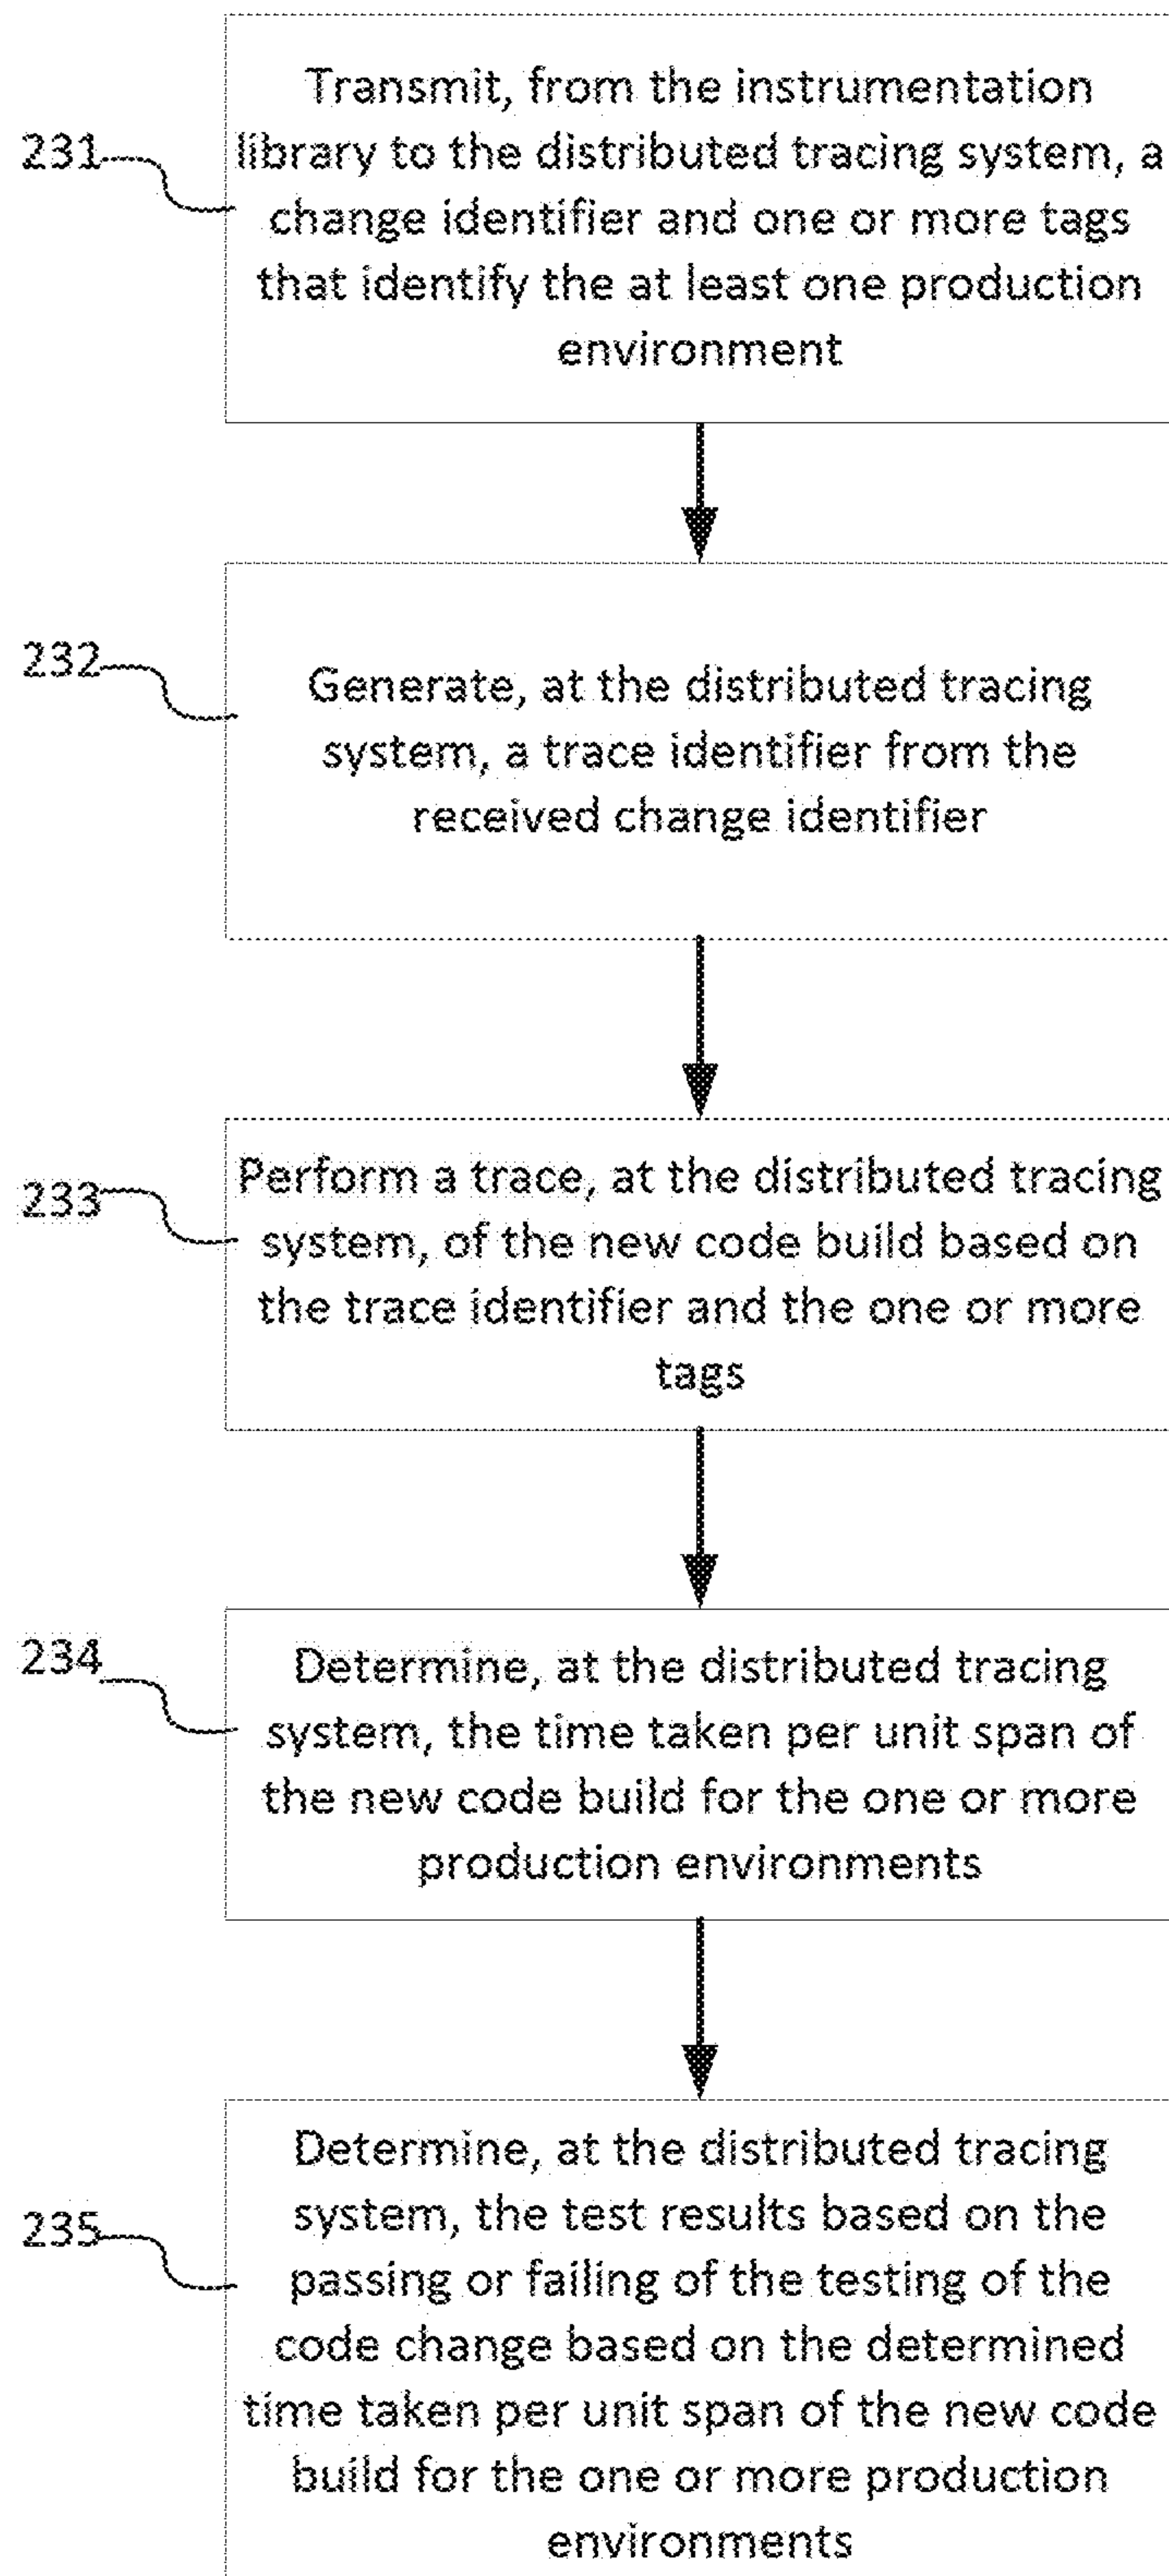 231
Transmit, from the instrumentation
library to the distributed tracing system, a
change identifier and one or more tags
that identify the at least one production
environment
232
Generate, at the distributed tracing
system, a trace identifier from the
received change identifier
233
Perform a trace, at the distributed tracing
system, of the new code build based on
the trace identifier and the one or more
tags
234
Determine, at the distributed tracing
system, the time taken per unit span of
the new code build for the one or more
production environments
235
Determine, at the distributed tracing
system, the test results based on the
passing or failing of the testing of the
code change based on the determined
time taken per unit span of the new code
build for the one or more production
environments